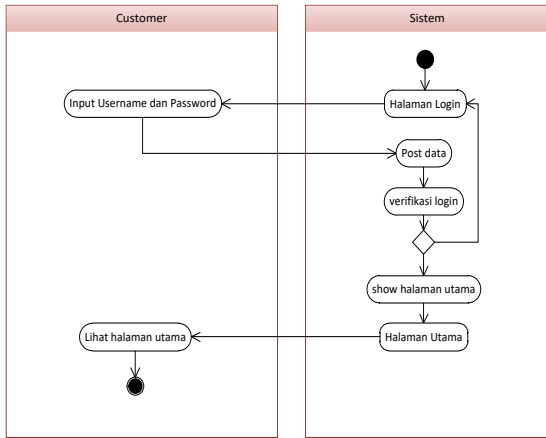 Customer
Sistem
Halaman Login
Input Username dan Password
Post data
verifikasi login
show halaman utama
Halaman Utama
Lihat halaman utama